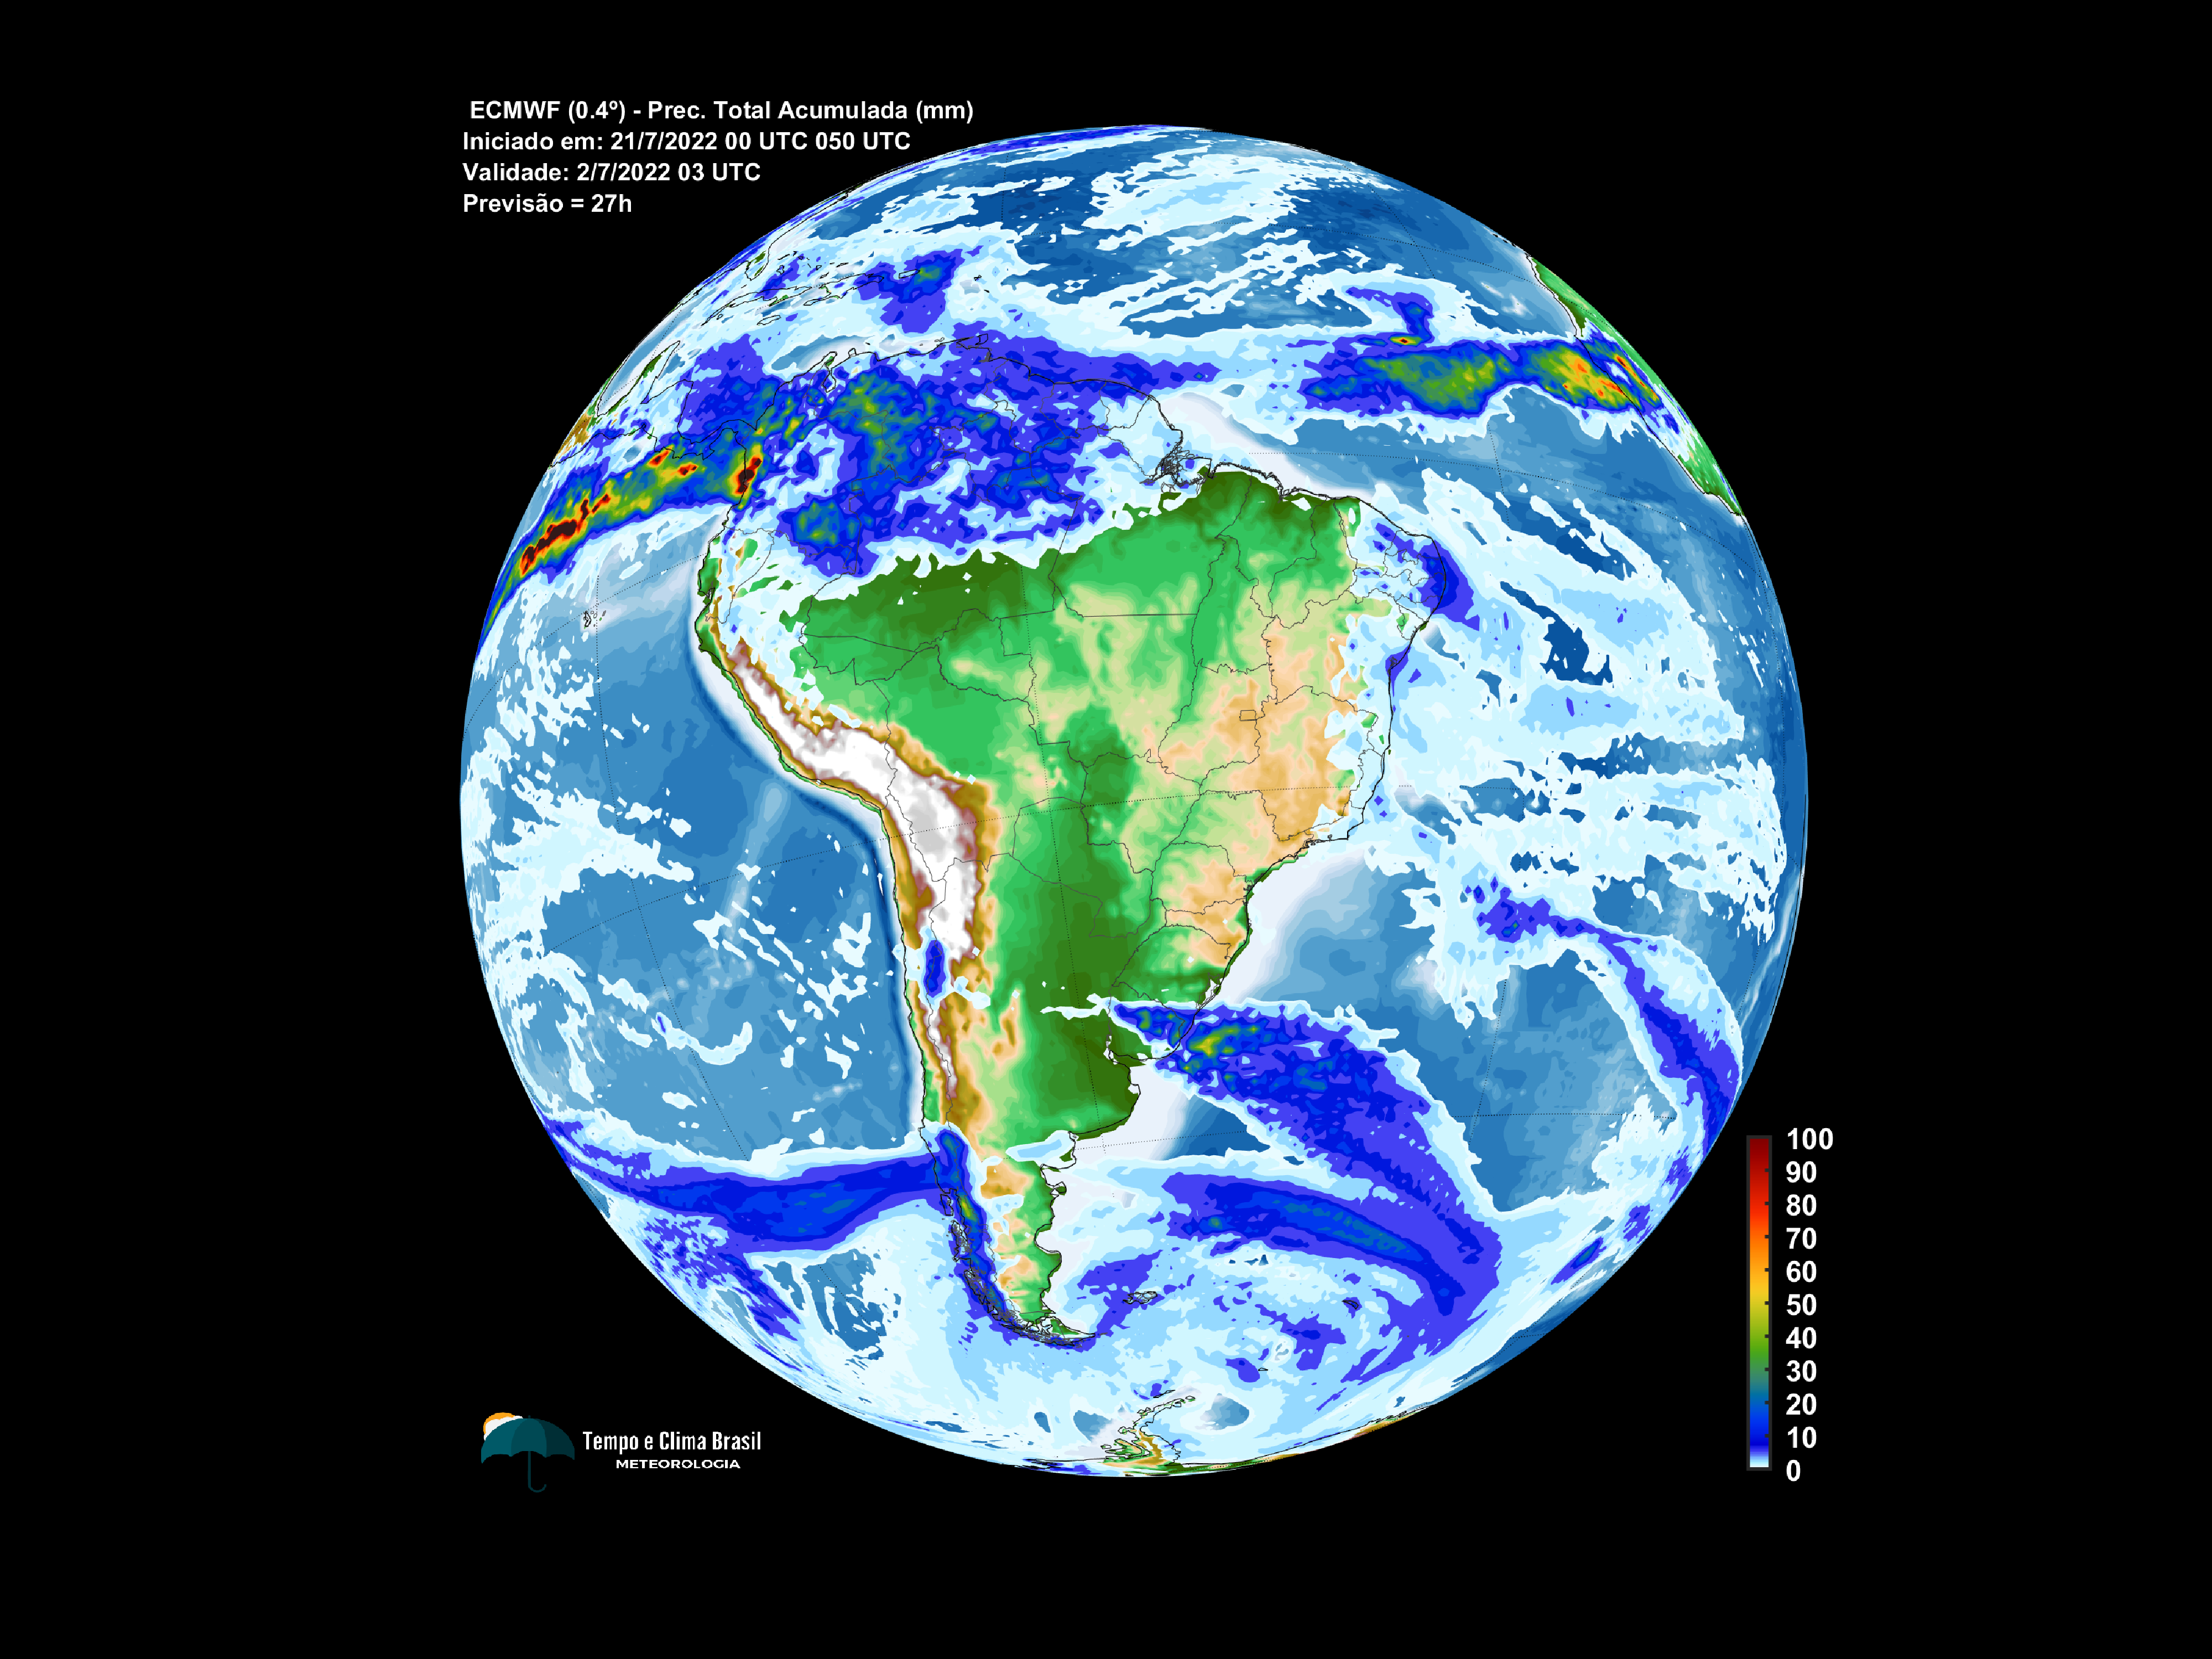 ECMWF (0.4º) - Prec. Total Acumulada (mm)
Iniciado em: 21/7/2022 00 UTC 050 UTC
Validade: 2/7/2022 03 UTC
Previsão = 27h
100
90
80
70
60
50
40
30
20
10
0
Tempo e Clima Brasil
METEOROLOGIA